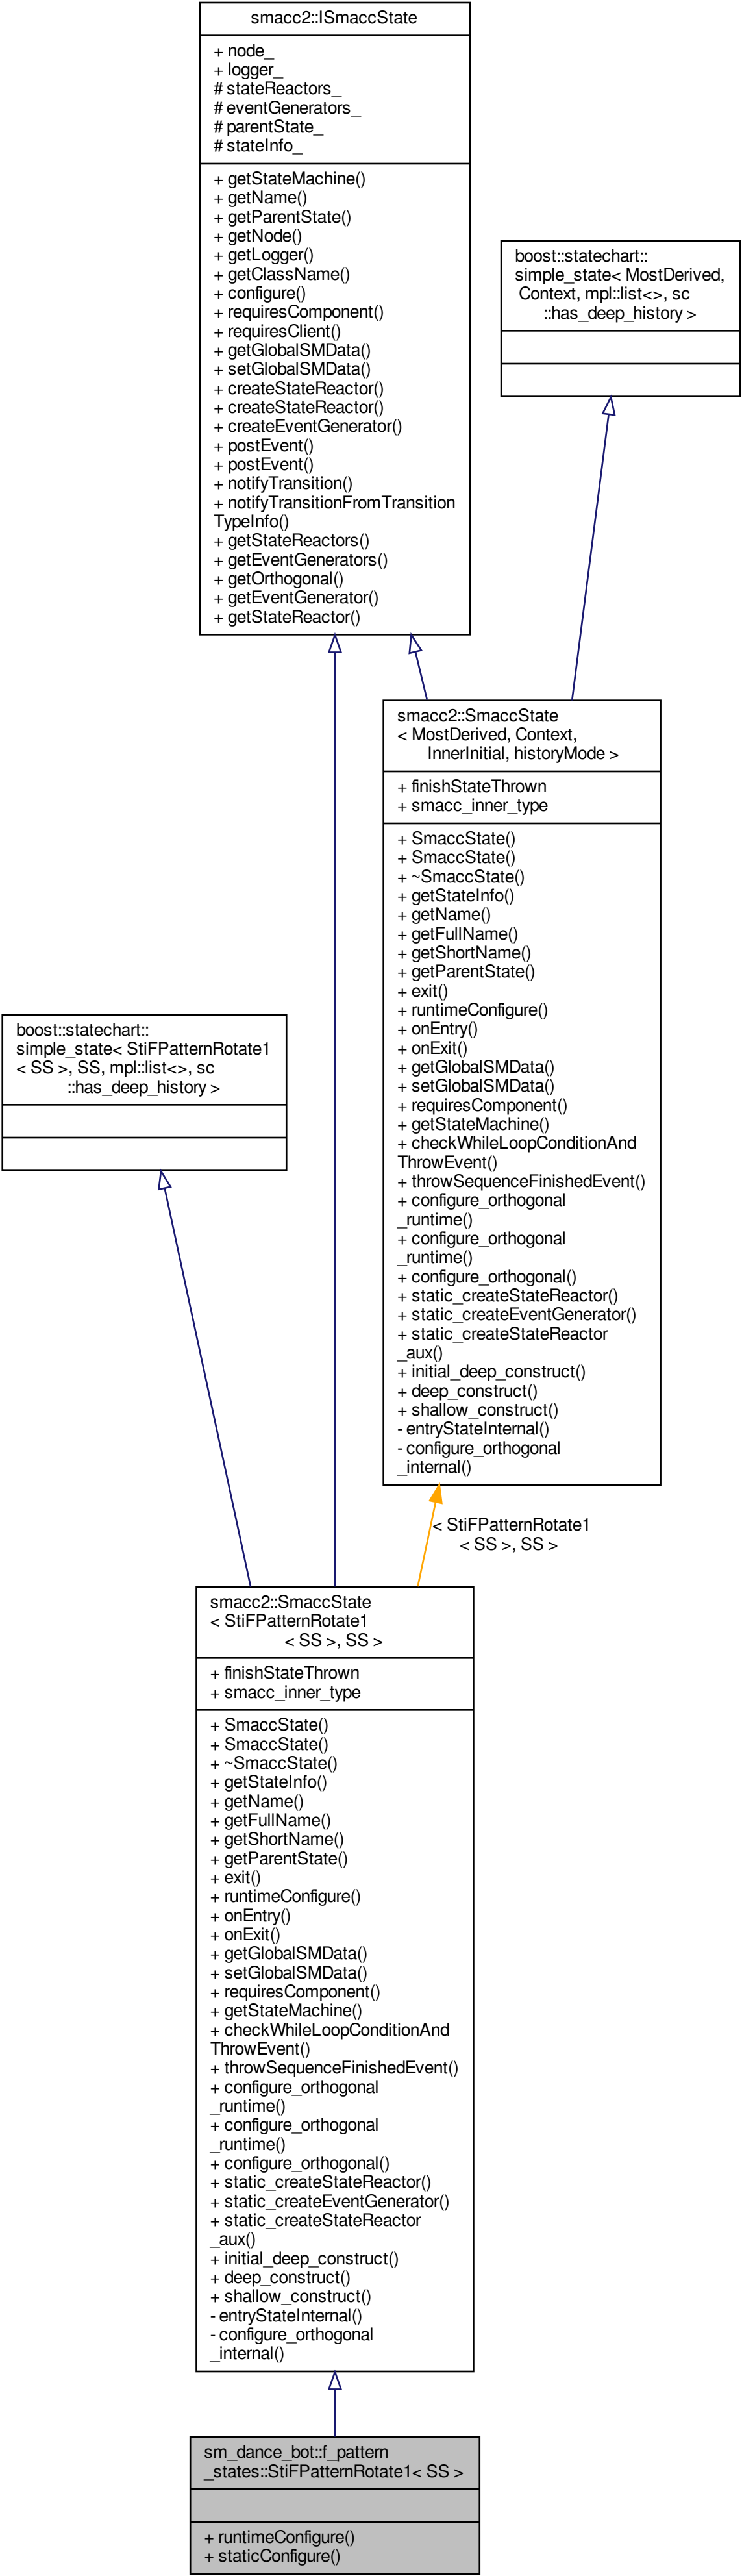 smacc2::ISmaccState
+ node_
+ logger_
# stateReactors_
# eventGenerators_
# parentState_
# stateInfo_
+ getStateMachine()
+ getName()
+ getParentState()
+ getNode()
+ getLogger()
+ getClassName()
+ configure()
+ requiresComponent()
+ requiresClient()
+ getGlobalSMData()
+ setGlobalSMData()
+ createStateReactor()
+ createStateReactor()
+ createEventGenerator()
+ postEvent()
+ postEvent()
+ notifyTransition()
+ notifyTransitionFromTransition
TypeInfo()
+ getStateReactors()
+ getEventGenerators()
+ getOrthogonal()
+ getEventGenerator()
+ getStateReactor()
boost::statechart::
simple_state< MostDerived,
Context, mpl::list<>, sc
::has_deep_history >
smacc2::SmaccState
< MostDerived, Context,
InnerInitial, historyMode >
+ finishStateThrown
+ smacc_inner_type
+ SmaccState()
+ SmaccState()
+ ~SmaccState()
+ getStateInfo()
+ getName()
+ getFullName()
+ getShortName()
+ getParentState()
+ exit()
+ runtimeConfigure()
+ onEntry()
+ onExit()
+ getGlobalSMData()
+ setGlobalSMData()
+ requiresComponent()
+ getStateMachine()
+ checkWhileLoopConditionAnd
ThrowEvent()
+ throwSequenceFinishedEvent()
+ configure_orthogonal
_runtime()
+ configure_orthogonal
_runtime()
+ configure_orthogonal()
+ static_createStateReactor()
+ static_createEventGenerator()
+ static_createStateReactor
_aux()
+ initial_deep_construct()
+ deep_construct()
+ shallow_construct()
- entryStateInternal()
- configure_orthogonal
_internal()
boost::statechart::
simple_state< StiFPatternRotate1
< SS >, SS, mpl::list<>, sc
::has_deep_history >
< StiFPatternRotate1
< SS >, SS >
smacc2::SmaccState
< StiFPatternRotate1
< SS >, SS >
+ finishStateThrown
+ smacc_inner_type
+ SmaccState()
+ SmaccState()
+ ~SmaccState()
+ getStateInfo()
+ getName()
+ getFullName()
+ getShortName()
+ getParentState()
+ exit()
+ runtimeConfigure()
+ onEntry()
+ onExit()
+ getGlobalSMData()
+ setGlobalSMData()
+ requiresComponent()
+ getStateMachine()
+ checkWhileLoopConditionAnd
ThrowEvent()
+ throwSequenceFinishedEvent()
+ configure_orthogonal
_runtime()
+ configure_orthogonal
_runtime()
+ configure_orthogonal()
+ static_createStateReactor()
+ static_createEventGenerator()
+ static_createStateReactor
_aux()
+ initial_deep_construct()
+ deep_construct()
+ shallow_construct()
- entryStateInternal()
- configure_orthogonal
_internal()
sm_dance_bot::f_pattern
_states::StiFPatternRotate1< SS >
+ runtimeConfigure()
+ staticConfigure()